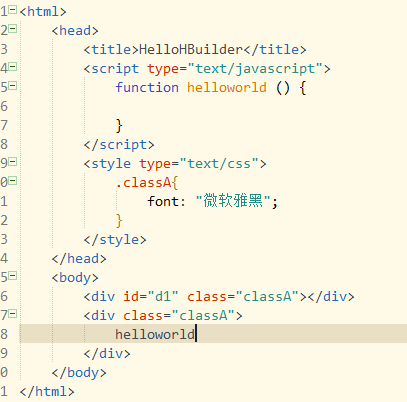 1 <html>
2 <head>
3 <title>HelloHBuilder</title>
4 <script type="text/javascript">
5 function helloworld () {
6
7 }
8 </script>
9 <style type="text/css">
0 .classA{
1 font: "微软雅黑";
2 }
3 </style>
4 </head>
5 <body>
6 <div id="d1" class="classA"></div>
7 <div class="classA">
8 helloworld
9 </div>
0 </body>
1 </html>